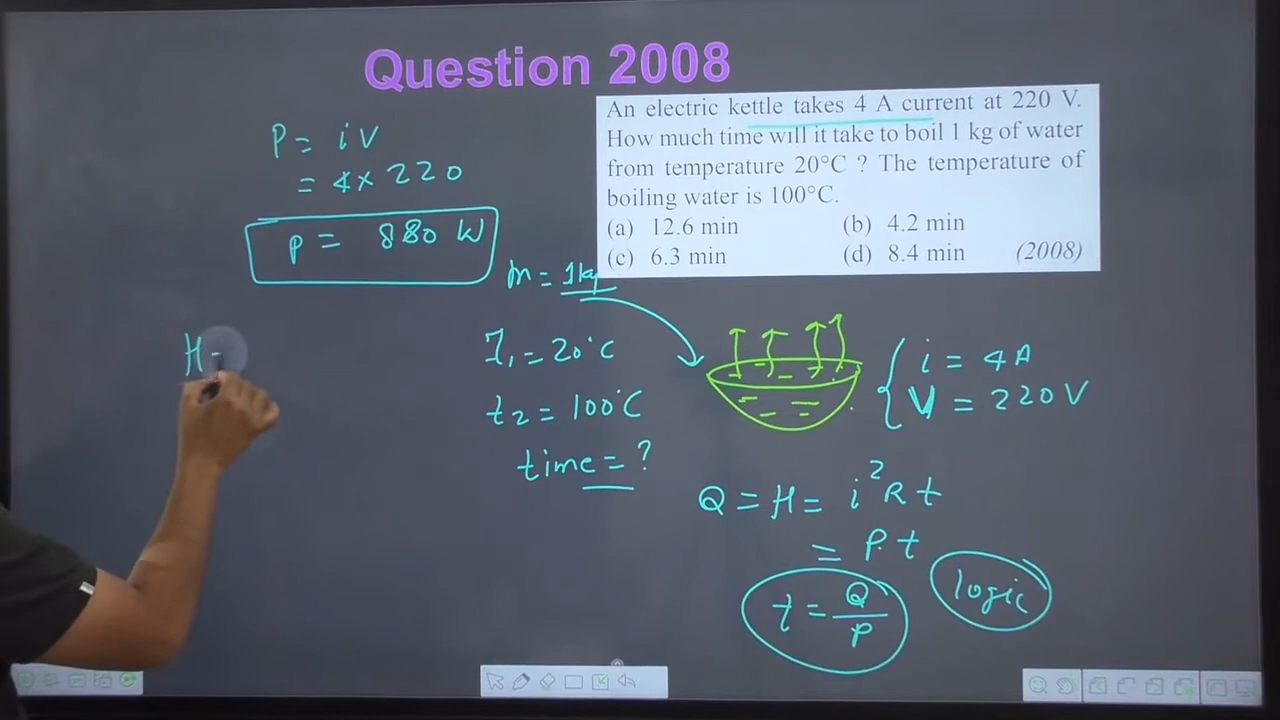 Question 2008
An electric kettle takes 4 A current at 220 V.
How much time will it take to boil 1 kg of water
from temperature 20°C ? The temperature of
boiling water is 100°C.
(a) 12.6 min (b) 4.2 min
(c) 6.3 min (d) 8.4 min (2008)
P = iV
= 4 × 220
P = 880 W
H =
m = 1kg
T₁ = 20°C
t₂ = 100°C
time = ?
i = 4A
V = 220V
Q = H = i²Rt
= P.t
t = Q/P
logic